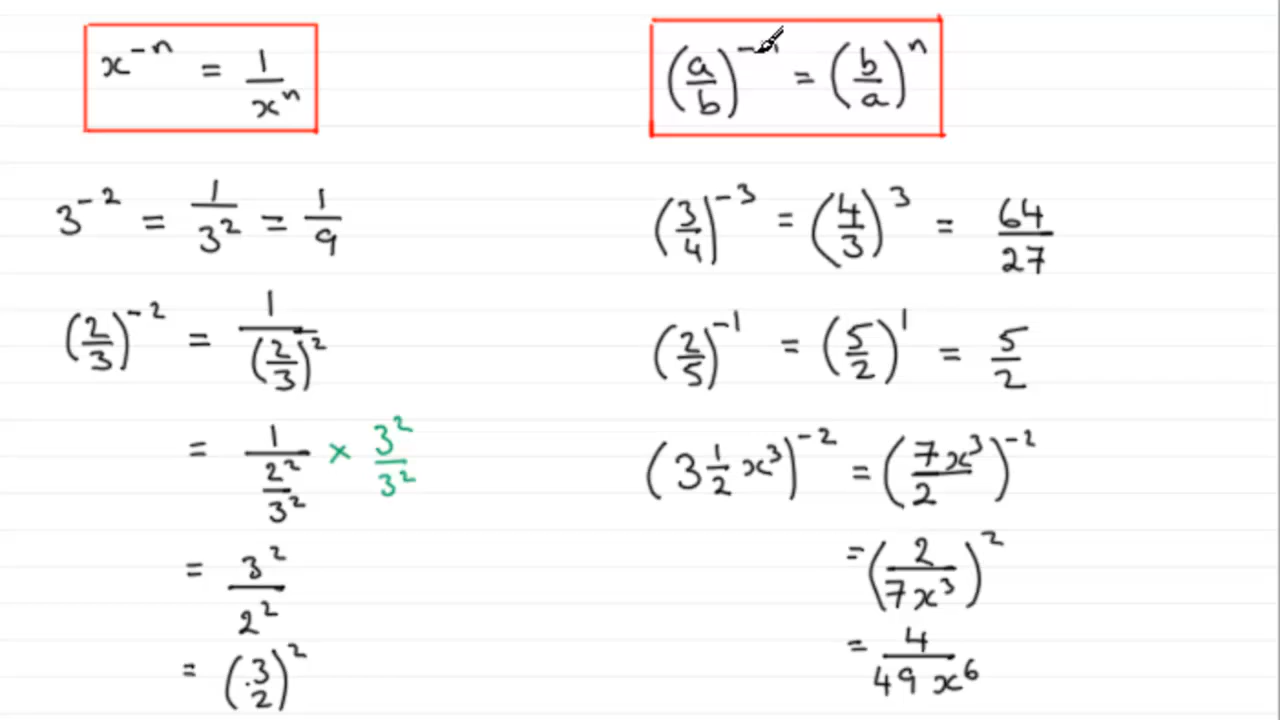 x^{-n} = 1/x^n
3^{-2} = 1/3^2 = 1/9
(2/3)^{-2} = 1/(2/3)^2
= 1/(2^2/3^2) × 3^2/3^2
= 3^2/2^2
= (3/2)^2
(a/b)^{-n} = (b/a)^n
(3/4)^{-3} = (4/3)^3 = 64/27
(2/5)^{-1} = (5/2)^1 = 5/2
(3 1/2 x^3)^{-2} = (7x^3/2)^{-2}
= (2/7x^3)^2
= 4/49x^6